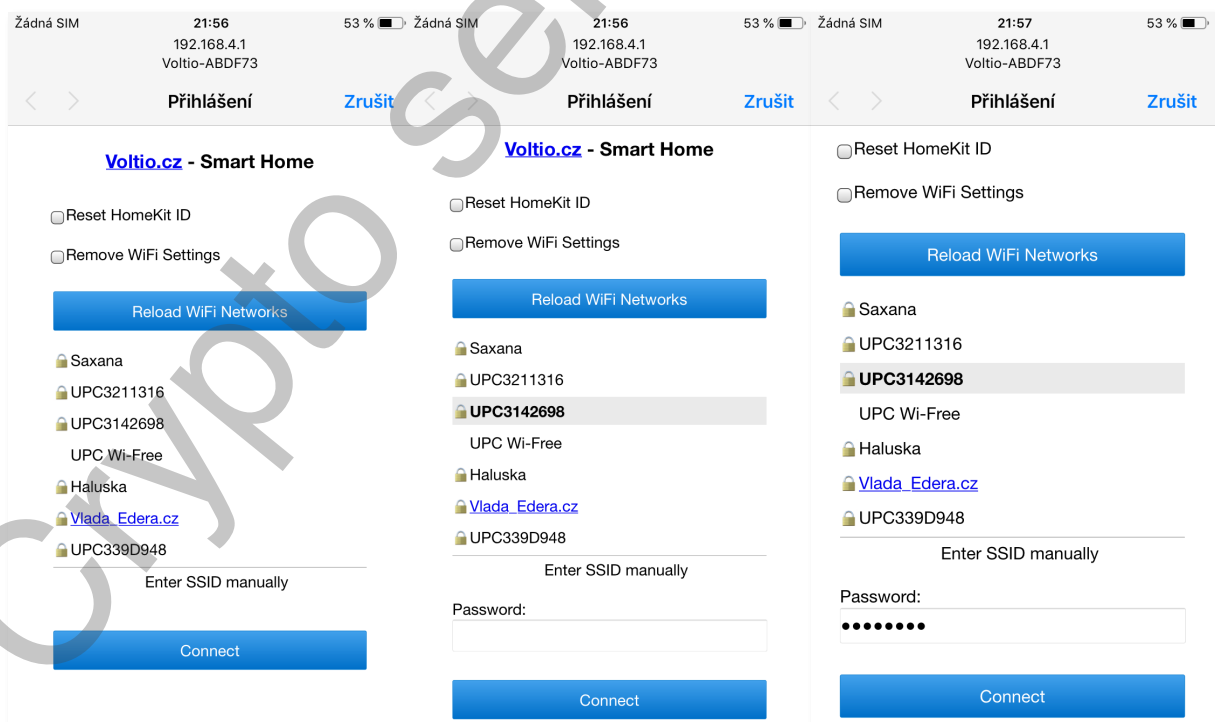 Žádná SIM 21:56 53 %
192.168.4.1
Voltio-ABDF73
Přihlášení Zrušit
Voltio.cz - Smart Home
Reset HomeKit ID
Remove WiFi Settings
Reload WiFi Networks
Saxana
UPC3211316
UPC3142698
UPC Wi-Free
Haluska
Vlada_Edera.cz
UPC339D948
Enter SSID manually
Connect
Žádná SIM 21:56 53 %
192.168.4.1
Voltio-ABDF73
Přihlášení Zrušit
Voltio.cz - Smart Home
Reset HomeKit ID
Remove WiFi Settings
Reload WiFi Networks
Saxana
UPC3211316
UPC3142698
UPC Wi-Free
Haluska
Vlada_Edera.cz
UPC339D948
Enter SSID manually
Password:
Connect
Žádná SIM 21:57 53 %
192.168.4.1
Voltio-ABDF73
Přihlášení Zrušit
Reset HomeKit ID
Remove WiFi Settings
Reload WiFi Networks
Saxana
UPC3211316
UPC3142698
UPC Wi-Free
Haluska
Vlada_Edera.cz
UPC339D948
Enter SSID manually
Password:
●●●●●●●●
Connect
Crypto se